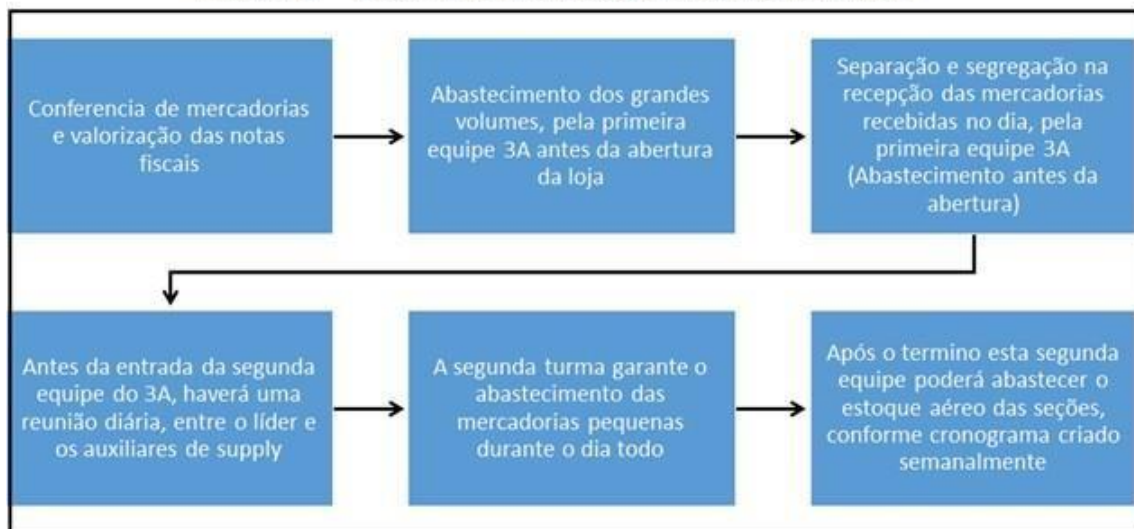 Conferencia de mercadorias
e valorização das notas
fiscais
Abastecimento dos grandes
volumes, pela primeira
equipe 3A antes da abertura
da loja
Separação e segregação na
recepção das mercadorias
recebidas no dia, pela
primeira equipe 3A
(Abastecimento antes da
abertura)
Antes da entrada da segunda
equipe do 3A, haverá uma
reunião diária, entre o líder e
os auxiliares de supply
A segunda turma garante o
abastecimento das
mercadorias pequenas
durante o dia todo
Após o termino esta segunda
equipe poderá abastecer o
estoque aéreo das seções,
conforme cronograma criado
semanalmente